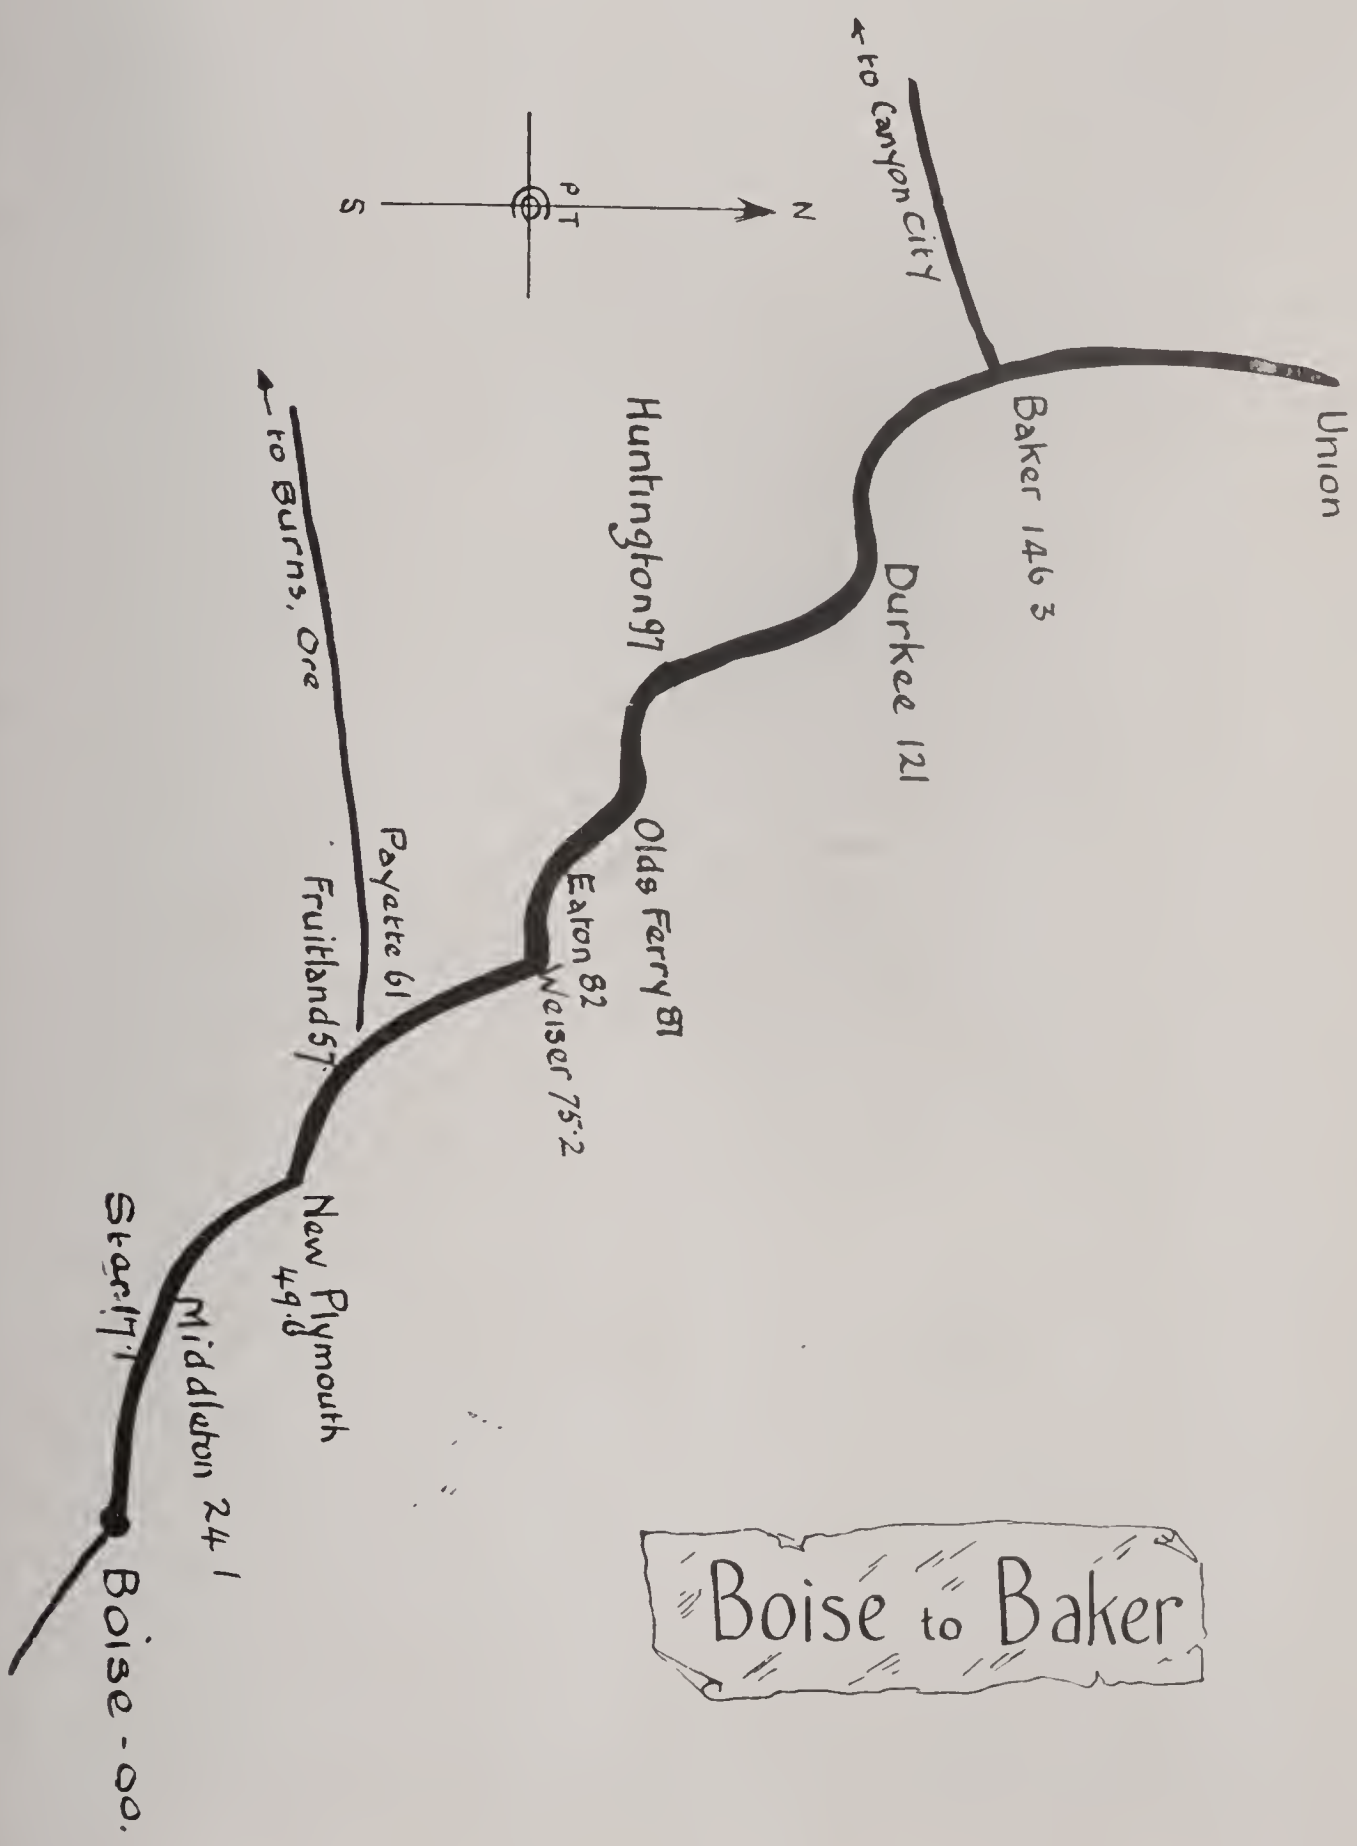 Boise to Baker
Union
Baker 146 3
to Canyon City
N
P T
S
Durkee 121
Huntington 97
Olds Ferry 87
Eaton 82
Weiser 75.2
to Burns, Ore
Payette 61
Fruitland 57.
New Plymouth
49.6
Middleton 24 1
Star 17.1
Boise - 00.